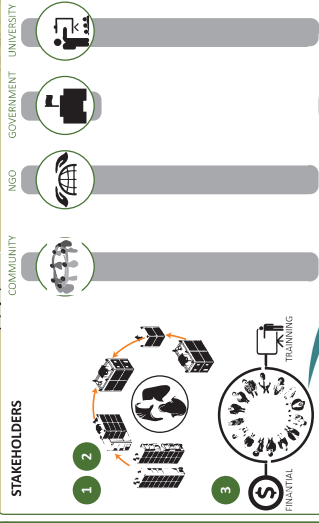 STAKEHOLDERS
COMMUNITY
NGO
GOVERNMENT
UNIVERSITY
1
2
3
$
FINANTIAL
TRAINNING